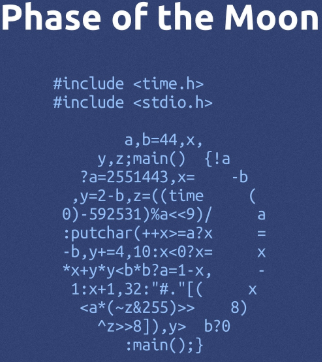 Phase of the Moon
#include <time.h>
#include <stdio.h>
a,b=44,x,
y,z;main() {!a
?a=2551443,x= -b
,y=2-b,z=((time (
0)-592531)%a<<9)/ a
:putchar(++x>=a?x =
-b,y+=4,10:x<0?x= x
*x+y*y<b*b?a=1-x, -
1:x+1,32:"#."[( x
<a*(~z&255)>> 8)
^z>>8]),y> b?0
:main();}